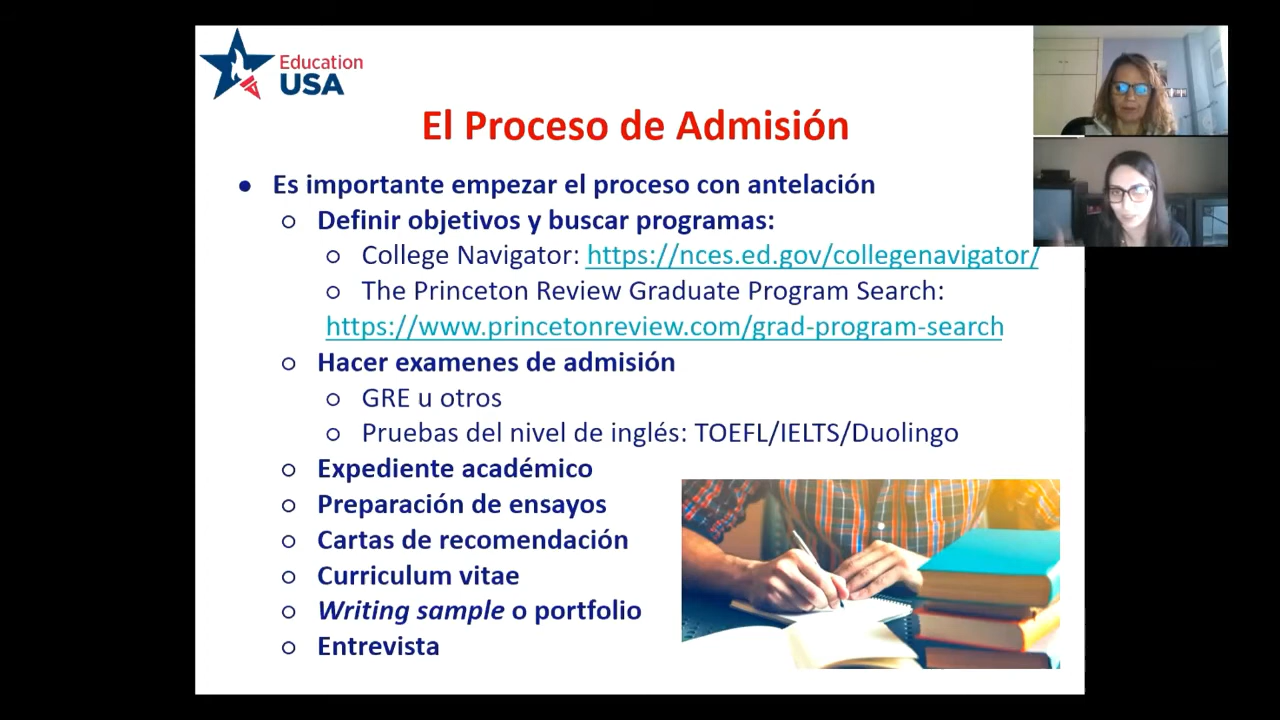 Education
USA
El Proceso de Admisión
● Es importante empezar el proceso con antelación
○ Definir objetivos y buscar programas:
○ College Navigator: https://nces.ed.gov/collegenavigator/
○ The Princeton Review Graduate Program Search:
https://www.princetonreview.com/grad-program-search
○ Hacer examenes de admisión
○ GRE u otros
○ Pruebas del nivel de inglés: TOEFL/IELTS/Duolingo
○ Expediente académico
○ Preparación de ensayos
○ Cartas de recomendación
○ Curriculum vitae
○ Writing sample o portfolio
○ Entrevista